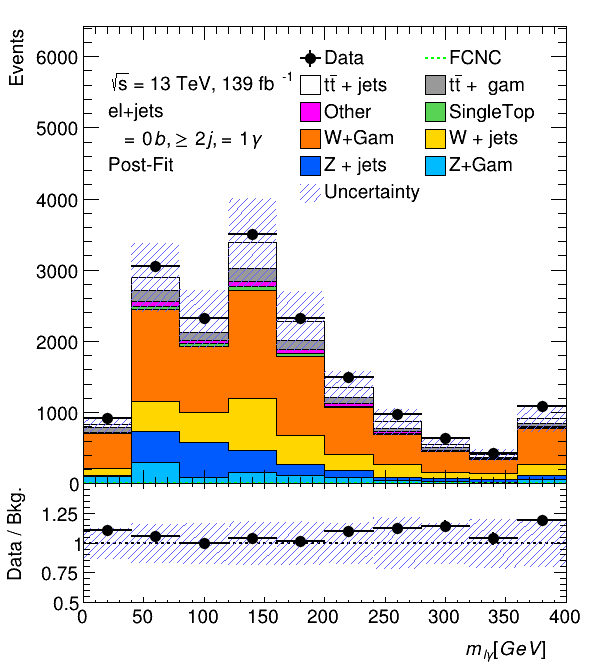 Events
6000
5000
4000
3000
2000
1000
0
√s = 13 TeV, 139 fb⁻¹
el+jets
= 0b, ≥ 2j, = 1γ
Post-Fit
Data
FCNC
tt̄ + jets
tt̄ + gam
Other
SingleTop
W+Gam
W + jets
Z + jets
Z+Gam
Uncertainty
Data / Bkg.
1.25
1
0.75
0.5
0 50 100 150 200 250 300 350 400
m_lγ[GeV]